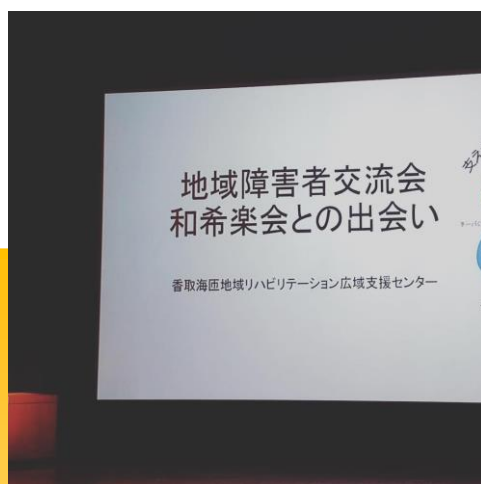 地域障害者交流会
和希楽会との出会い
香取海匝地域リハビリテーション広域支援センター